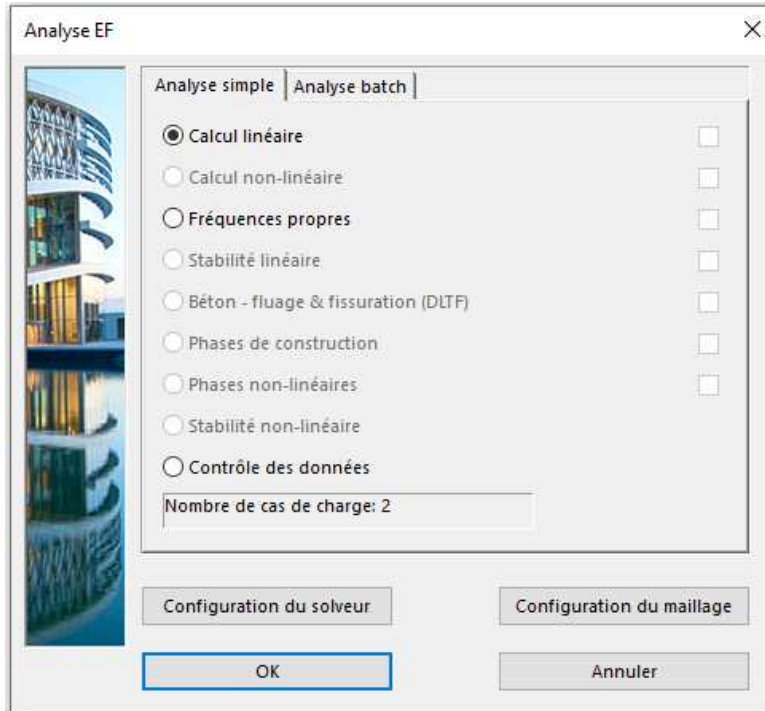 Analyse EF
Analyse simple
Analyse batch
Calcul linéaire
Calcul non-linéaire
Fréquences propres
Stabilité linéaire
Béton - fluage & fissuration (DLTF)
Phases de construction
Phases non-linéaires
Stabilité non-linéaire
Contrôle des données
Nombre de cas de charge: 2
Configuration du solveur
Configuration du maillage
OK
Annuler